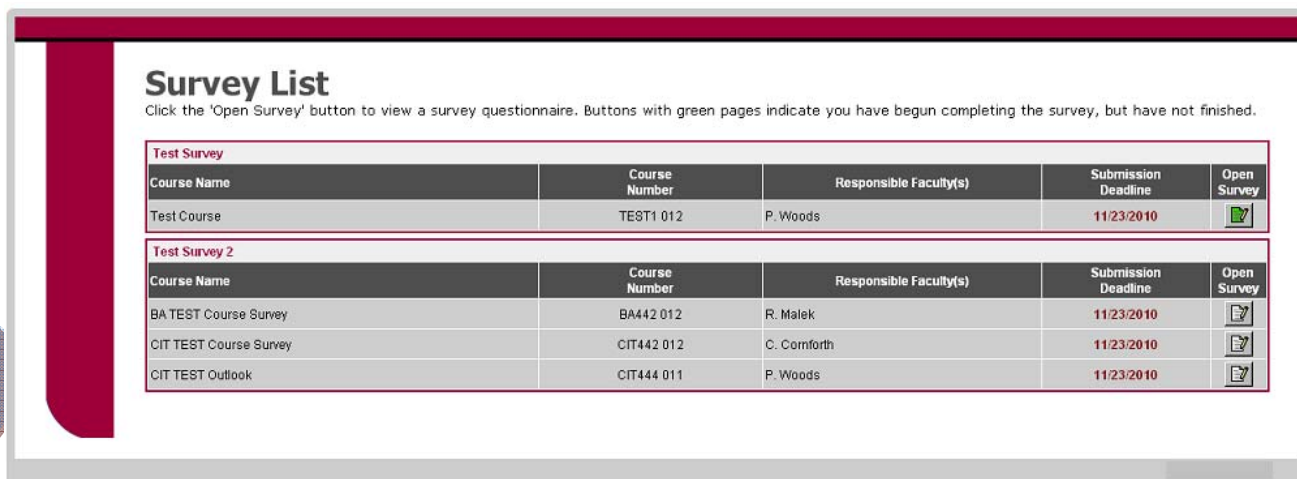 Survey List
Click the 'Open Survey' button to view a survey questionnaire. Buttons with green pages indicate you have begun completing the survey, but have not finished.
Test Survey
Course Name Course Number Responsible Faculty(s) Submission Deadline Open Survey
Test Course TEST1 012 P. Woods 11/23/2010
Test Survey 2
Course Name Course Number Responsible Faculty(s) Submission Deadline Open Survey
BA TEST Course Survey BA442 012 R. Malek 11/23/2010
CIT TEST Course Survey CIT442 012 C. Cornforth 11/23/2010
CIT TEST Outlook CIT444 011 P. Woods 11/23/2010